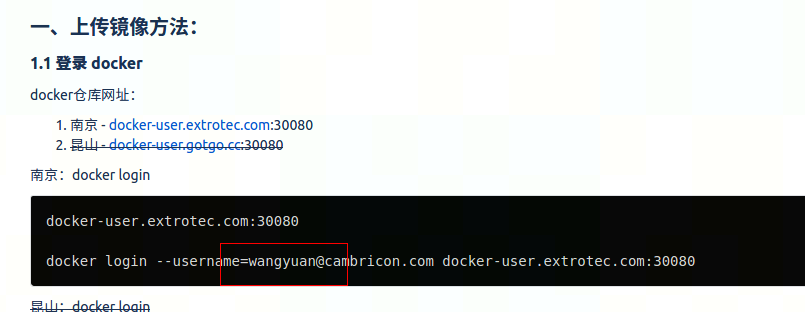 一、上传镜像方法：
1.1 登录 docker
docker仓库网址：
1. 南京 - docker-user.extrotec.com:30080
2. 昆山 - docker-user.gotgo.cc:30080
南京：docker login
docker-user.extrotec.com:30080
docker login --username=wangyuan@cambricon.com docker-user.extrotec.com:30080
昆山：docker login